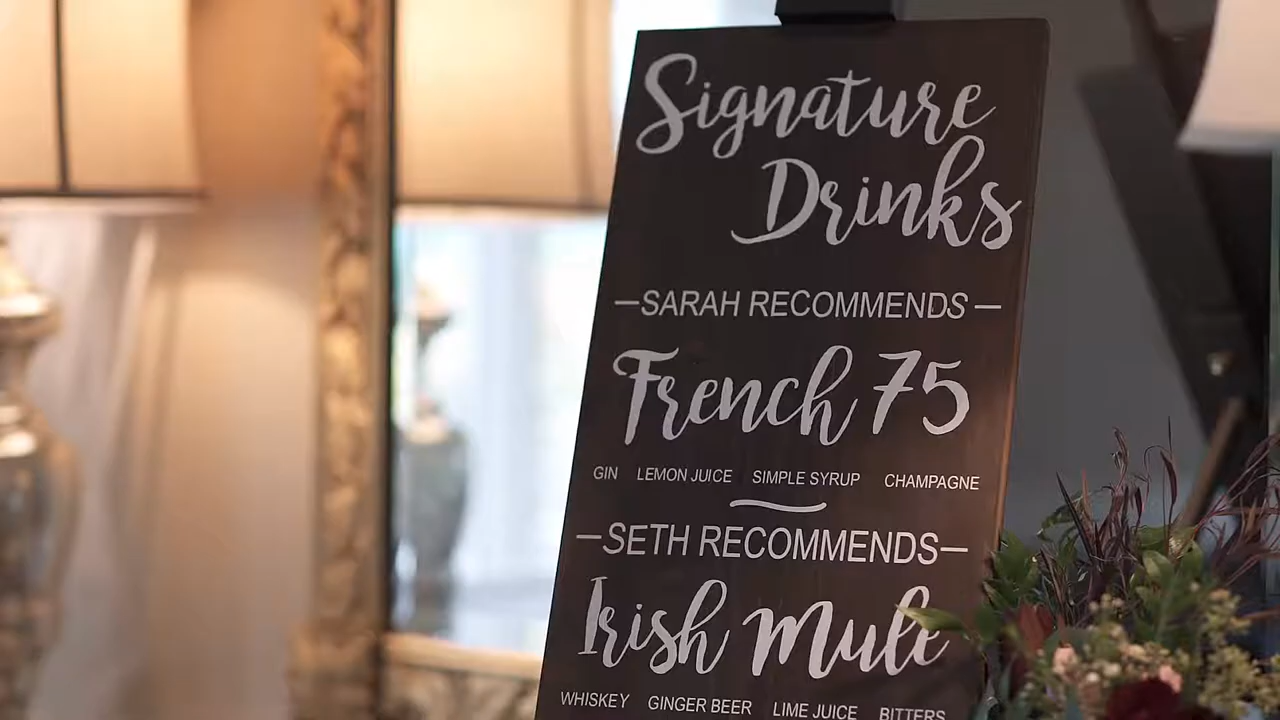 Signature
Drinks
—SARAH RECOMMENDS—
French 75
GIN LEMON JUICE SIMPLE SYRUP CHAMPAGNE
—SETH RECOMMENDS—
Irish Mule
WHISKEY GINGER BEER LIME JUICE BITTERS